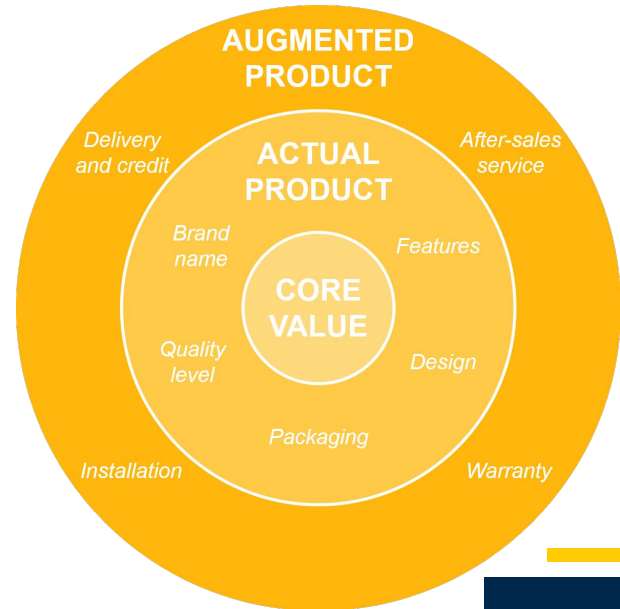 AUGMENTED
PRODUCT
Delivery
and credit
After-sales
service
ACTUAL
PRODUCT
Brand
name
Features
CORE
VALUE
Quality
level
Design
Packaging
Installation
Warranty